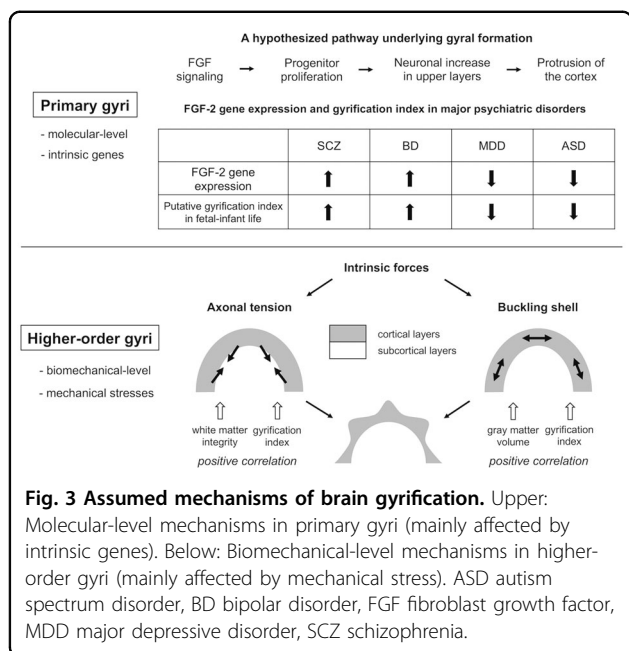 A hypothesized pathway underlying gyral formation
FGF signaling → Progenitor proliferation → Neuronal increase in upper layers → Protrusion of the cortex
Primary gyri
- molecular-level
- intrinsic genes
FGF-2 gene expression and gyrification index in major psychiatric disorders
SCZ BD MDD ASD
FGF-2 gene expression ↑ ↑ ↓ ↓
Putative gyrification index in fetal-infant life ↑ ↑ ↓ ↓
Intrinsic forces
Axonal tension
Buckling shell
Higher-order gyri
- biomechanical-level
- mechanical stresses
cortical layers
subcortical layers
white matter integrity
gyrification index
positive correlation
gray matter volume
gyrification index
positive correlation
Fig. 3 Assumed mechanisms of brain gyrification. Upper:
Molecular-level mechanisms in primary gyri (mainly affected by
intrinsic genes). Below: Biomechanical-level mechanisms in higher-
order gyri (mainly affected by mechanical stress). ASD autism
spectrum disorder, BD bipolar disorder, FGF fibroblast growth factor,
MDD major depressive disorder, SCZ schizophrenia.